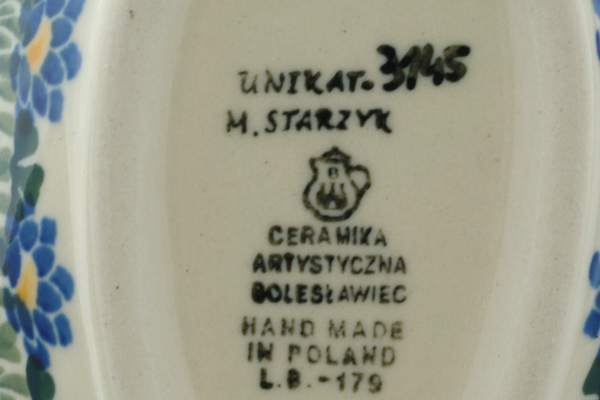 UNIKAT. 3145
M. STARZYK
B
CERAMIKA
ARTYSTYCZNA
BOLESŁAWIEC
HAND MADE
IN POLAND
L.B.-179